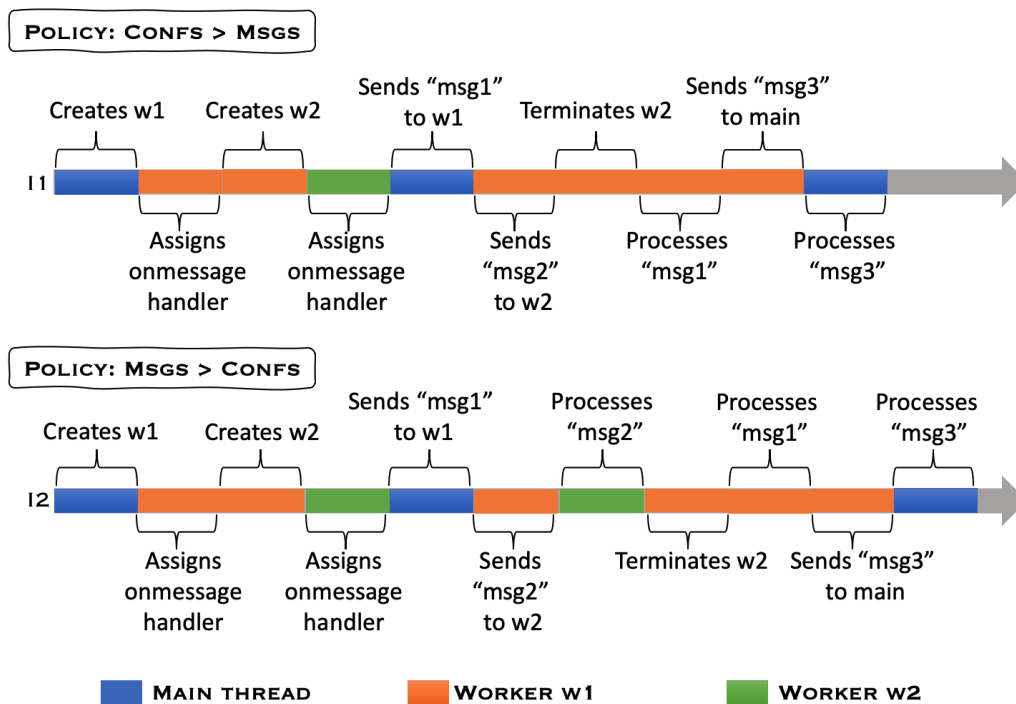 POLICY: CONFS > MSGS
Sends “msg1”
to w1
Sends “msg3”
to main
Creates w1
Creates w2
Terminates w2
I1
Assigns
onmessage
handler
Assigns
onmessage
handler
Sends
“msg2”
to w2
Processes
“msg1”
Processes
“msg3”
POLICY: MSGS > CONFS
Creates w1
Creates w2
Sends “msg1”
to w1
Processes
“msg2”
Processes
“msg1”
Processes
“msg3”
I2
Assigns
onmessage
handler
Assigns
onmessage
handler
Sends
“msg2”
to w2
Terminates w2
Sends “msg3”
to main
MAIN THREAD
WORKER W1
WORKER W2